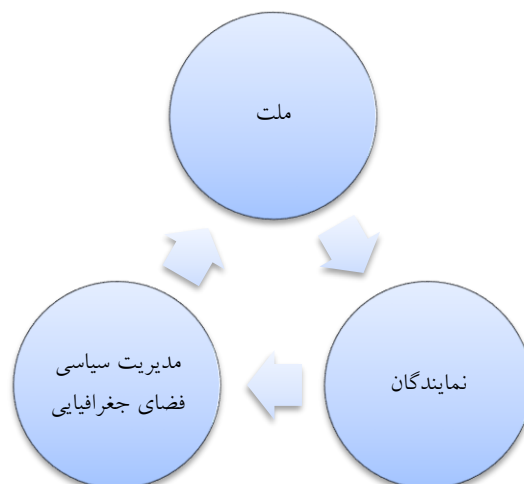 ملت
نمایندگان
مدیریت سیاسی
فضای جغرافیایی